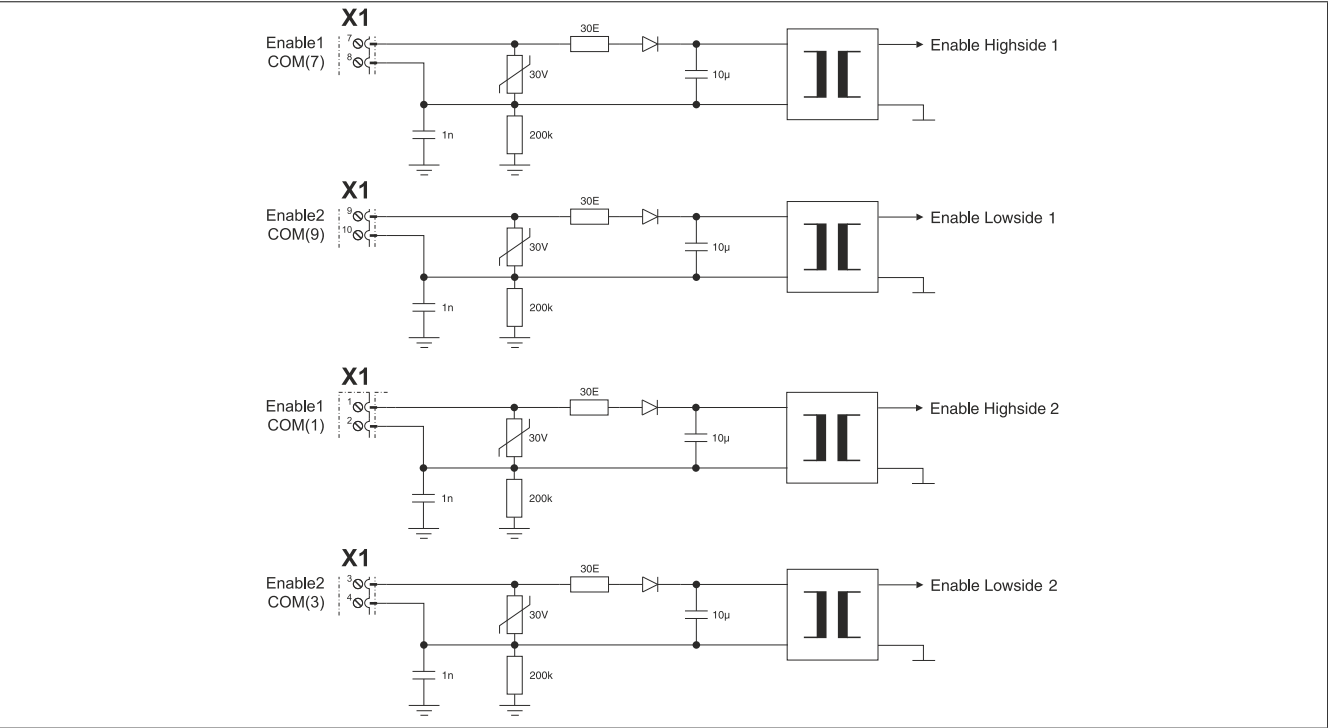 X1
30E
Enable1 7 Enable Highside 1
COM(7) 8
30V 10µ
1n 200k
X1
30E
Enable2 9 Enable Lowside 1
COM(9) 10
30V 10µ
1n 200k
X1
30E
Enable1 1 Enable Highside 2
COM(1) 2
30V 10µ
1n 200k
X1
30E
Enable2 3 Enable Lowside 2
COM(3) 4
30V 10µ
1n 200k